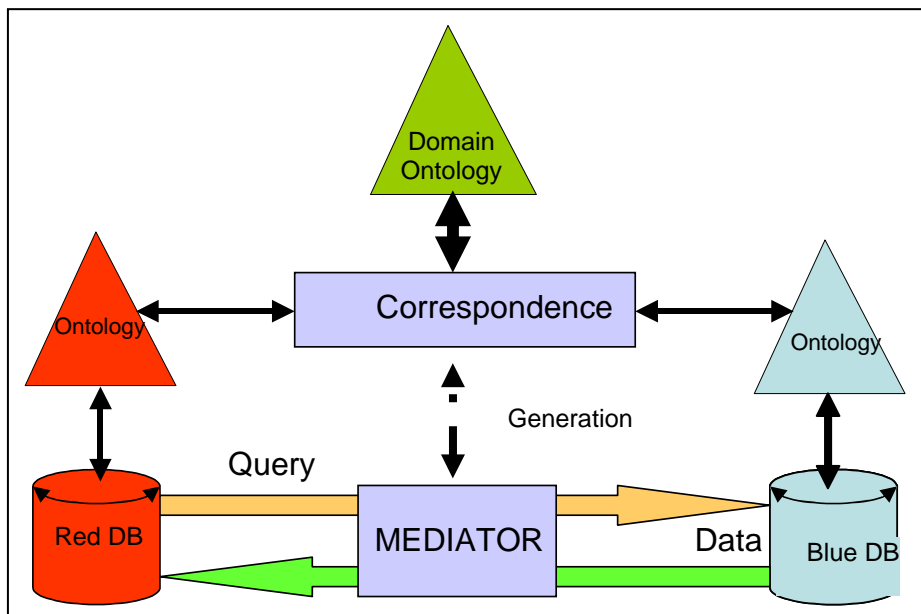 Domain
Ontology
Correspondence
Ontology
Ontology
Generation
Query
Red DB
MEDIATOR
Data
Blue DB